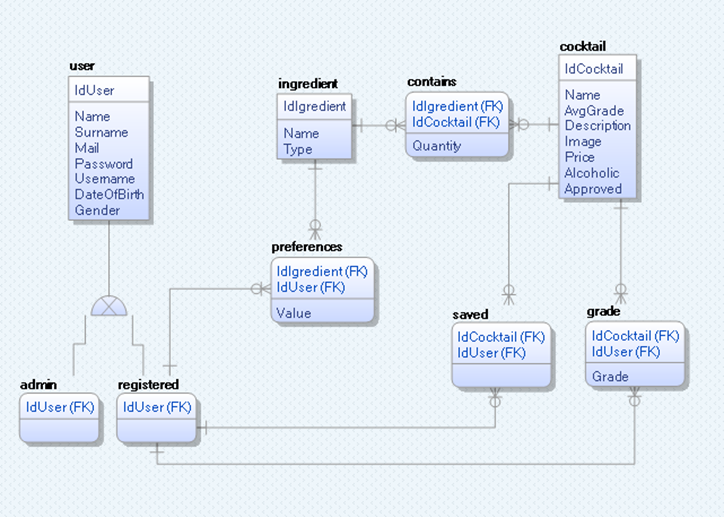 user
IdUser
Name
Surname
Mail
Password
Username
DateOfBirth
Gender
ingredient
IdIgredient
Name
Type
contains
IdIgredient (FK)
IdCocktail (FK)
Quantity
cocktail
IdCocktail
Name
AvgGrade
Description
Image
Price
Alcoholic
Approved
preferences
IdIgredient (FK)
IdUser (FK)
Value
saved
IdCocktail (FK)
IdUser (FK)
grade
IdCocktail (FK)
IdUser (FK)
Grade
admin
IdUser (FK)
registered
IdUser (FK)